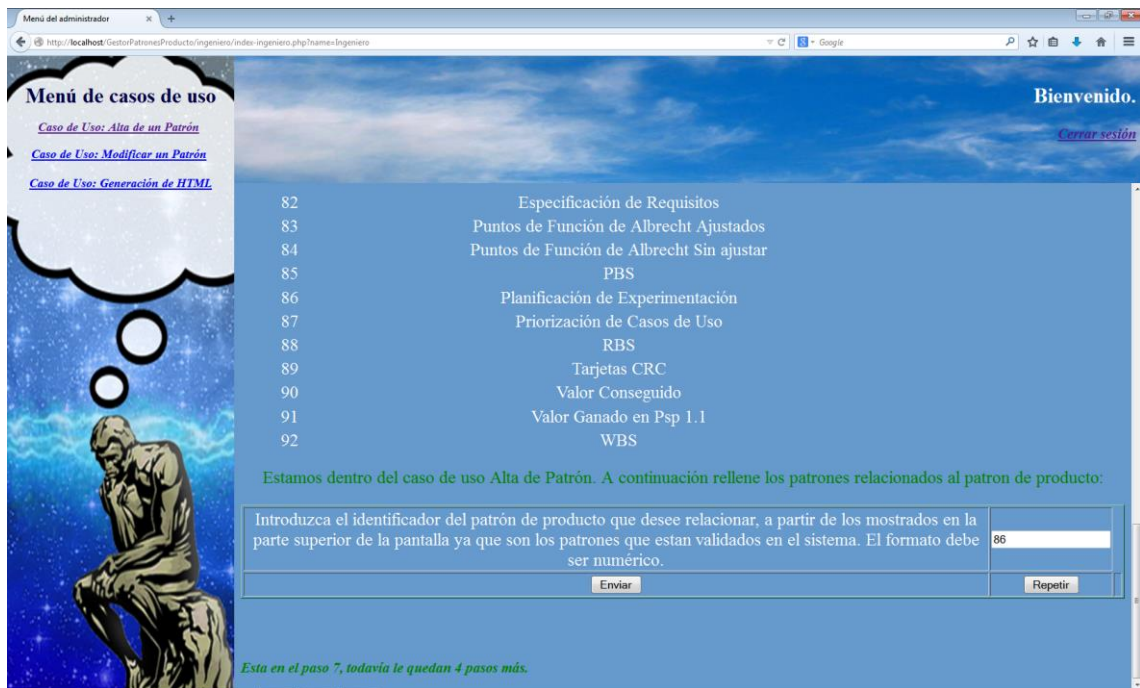 Menú del administrador
http://localhost/GestorPatronesProducto/ingeniero/index-ingeniero.php?name=Ingeniero
Google
Menú de casos de uso
Caso de Uso: Alta de un Patrón
Caso de Uso: Modificar un Patrón
Caso de Uso: Generación de HTML
Bienvenido.
Cerrar sesión
82 Especificación de Requisitos
83 Puntos de Función de Albrecht Ajustados
84 Puntos de Función de Albrecht Sin ajustar
85 PBS
86 Planificación de Experimentación
87 Priorización de Casos de Uso
88 RBS
89 Tarjetas CRC
90 Valor Conseguido
91 Valor Ganado en Psp 1.1
92 WBS
Estamos dentro del caso de uso Alta de Patrón. A continuación rellene los patrones relacionados al patron de producto:
Introduzca el identificador del patrón de producto que desee relacionar, a partir de los mostrados en la
parte superior de la pantalla ya que son los patrones que estan validados en el sistema. El formato debe
ser numérico.
86
Enviar Repetir
Esta en el paso 7, todavía le quedan 4 pasos más.